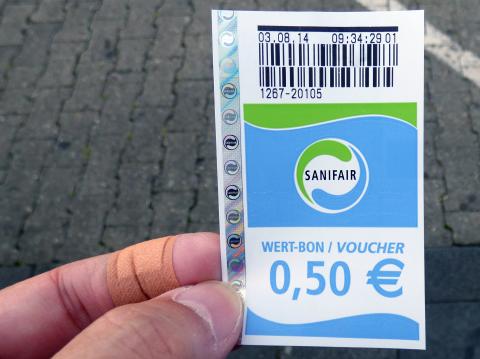 03.08.14 09:34:29 01
1267-20105
SANIFAIR
WERT-BON / VOUCHER
0,50 €